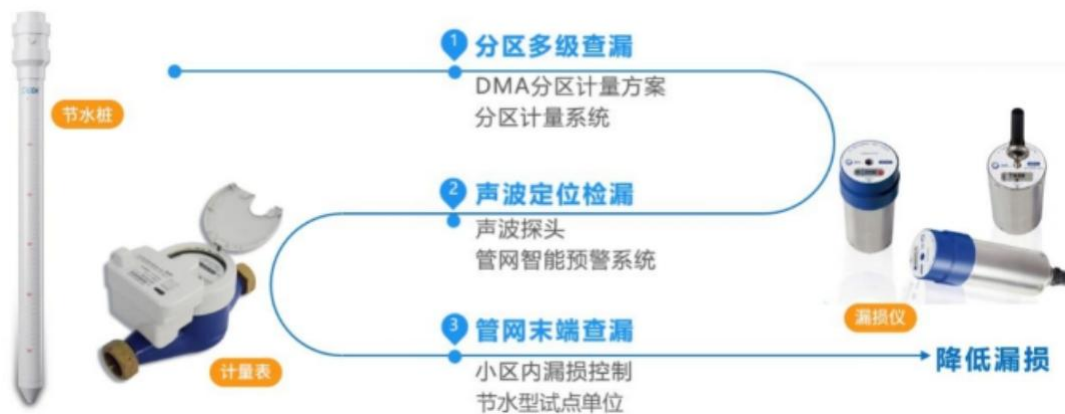 1 分区多级查漏
DMA分区计量方案
分区计量系统
节水桩
2 声波定位检漏
声波探头
管网智能预警系统
漏损仪
3 管网末端查漏
小区内漏损控制
节水型试点单位
计量表
降低漏损